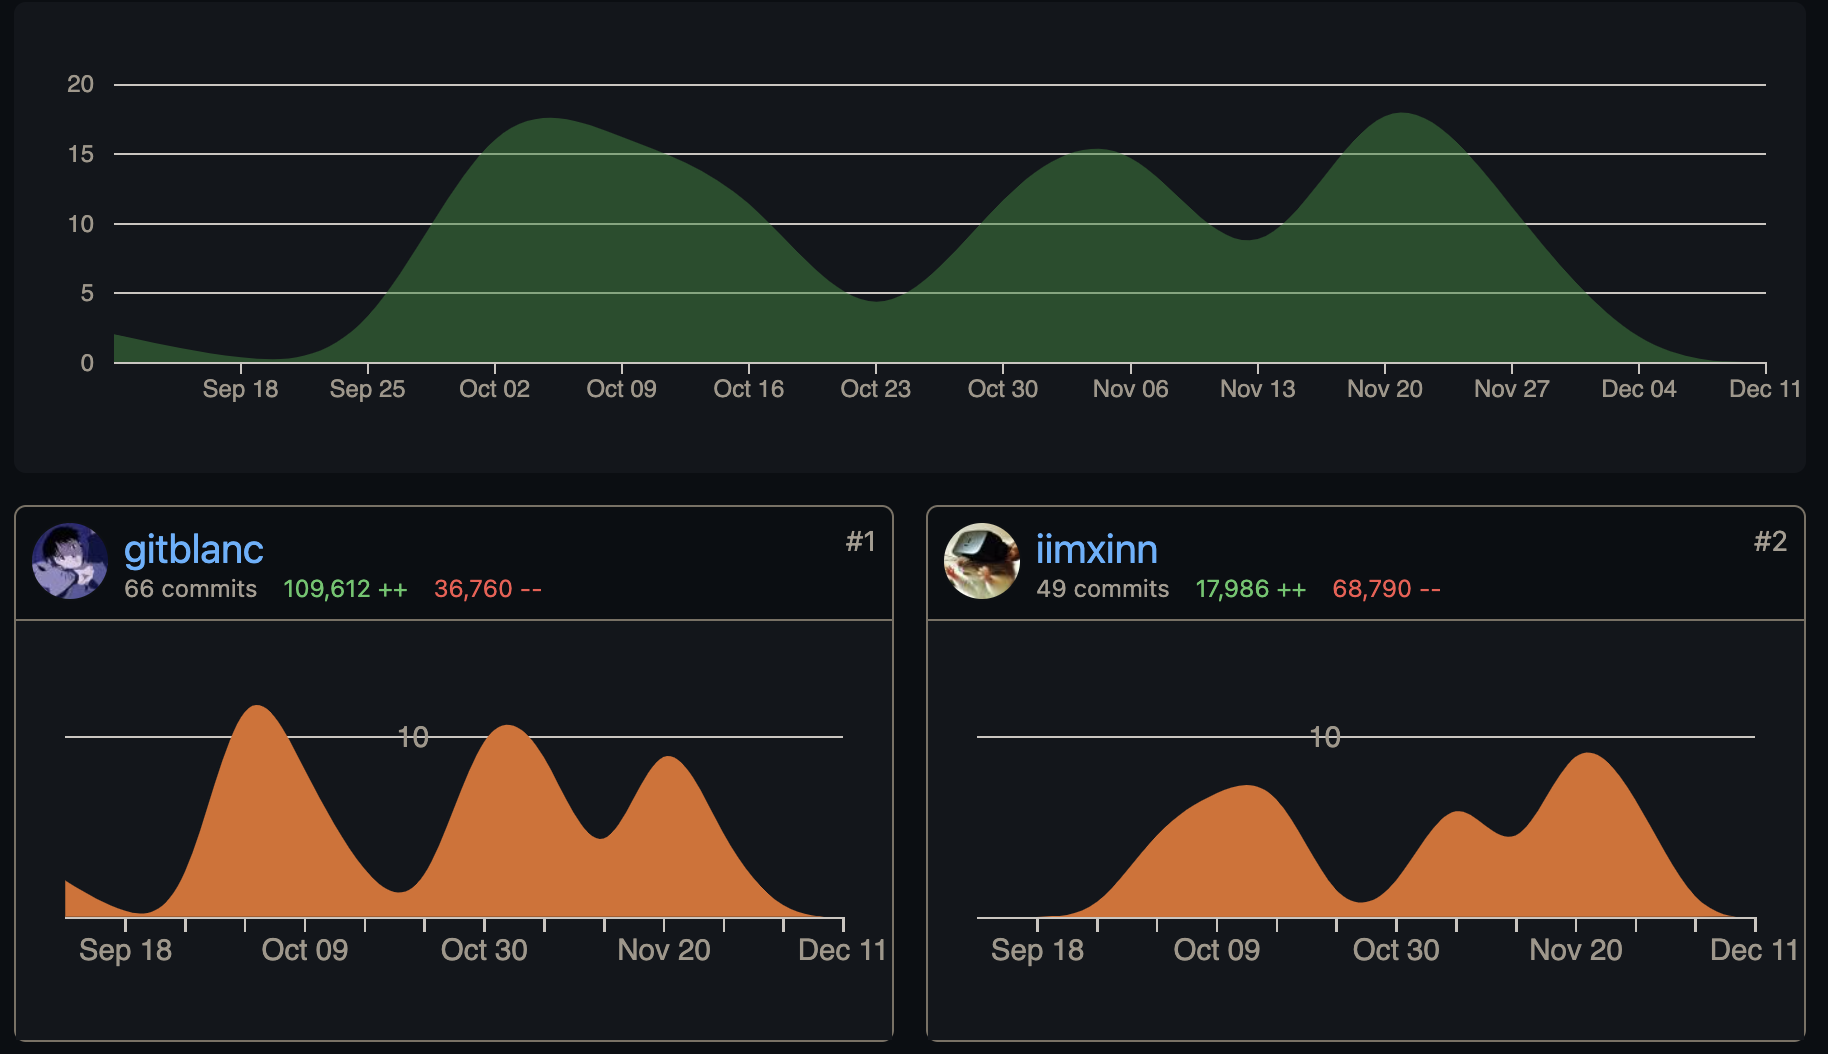 20
15
10
5
0
Sep 18 Sep 25 Oct 02 Oct 09 Oct 16 Oct 23 Oct 30 Nov 06 Nov 13 Nov 20 Nov 27 Dec 04 Dec 11
gitblanc #1
66 commits 109,612 ++ 36,760 --
10
Sep 18 Oct 09 Oct 30 Nov 20 Dec 11
iimxinn #2
49 commits 17,986 ++ 68,790 --
10
Sep 18 Oct 09 Oct 30 Nov 20 Dec 11